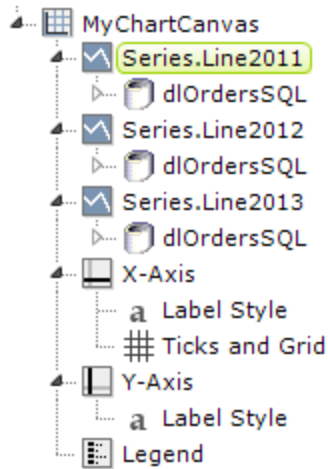 MyChartCanvas
Series.Line2011
dlOrdersSQL
Series.Line2012
dlOrdersSQL
Series.Line2013
dlOrdersSQL
X-Axis
a Label Style
Ticks and Grid
Y-Axis
a Label Style
Legend